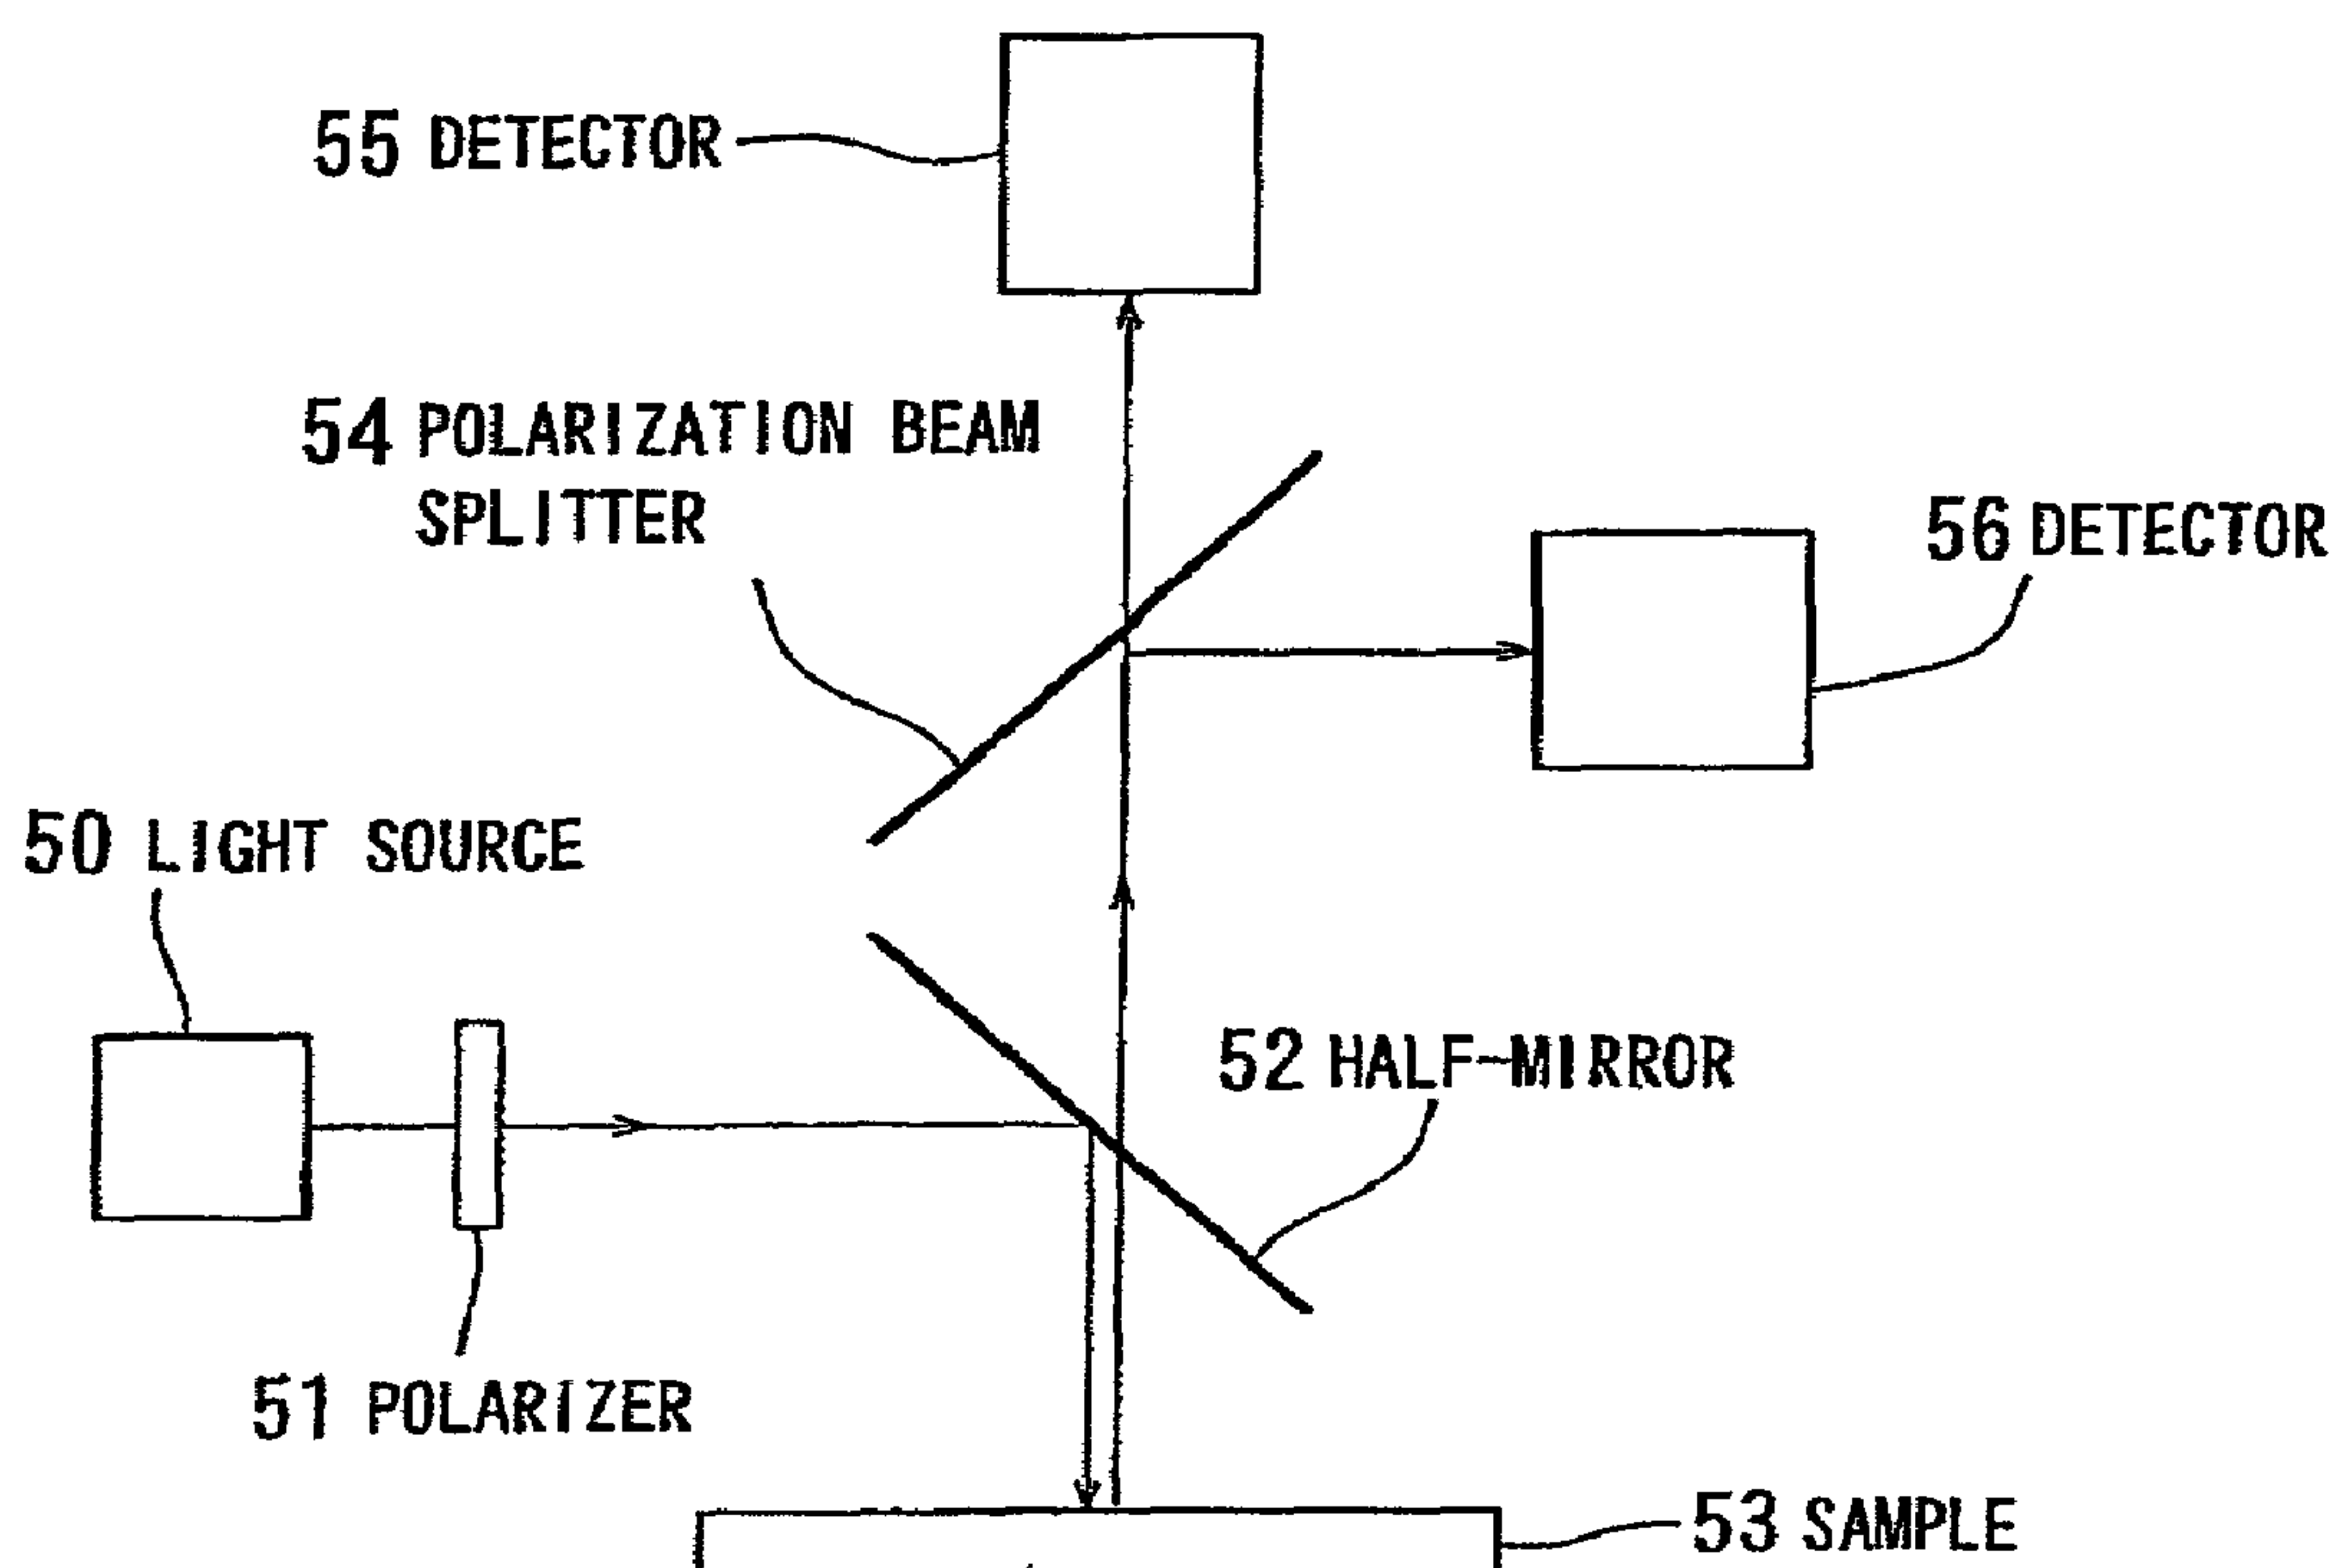 55 DETECTOR
54 POLARIZATION BEAM
SPLITTER
56 DETECTOR
50 LIGHT SOURCE
52 HALF-MIRROR
51 POLARIZER
53 SAMPLE